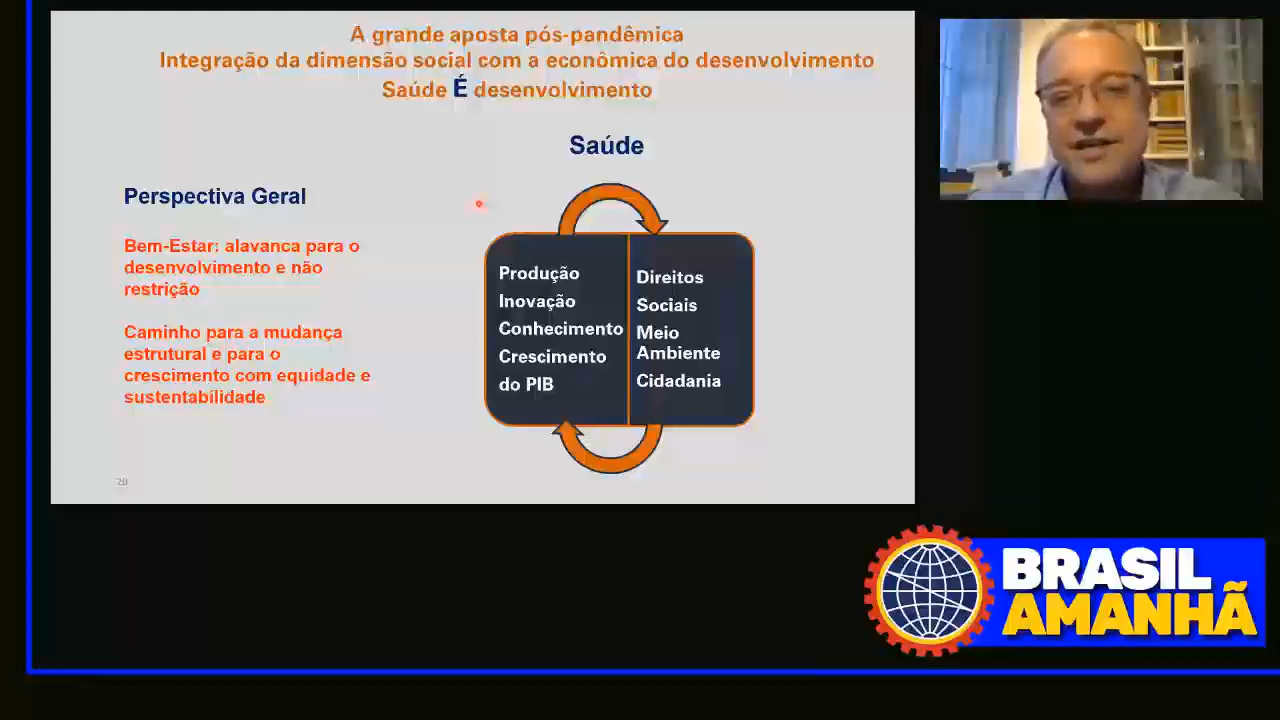 A grande aposta pós-pandêmica
Integração da dimensão social com a econômica do desenvolvimento
Saúde É desenvolvimento
Saúde
Perspectiva Geral
Bem-Estar: alavanca para o
desenvolvimento e não
restrição
Caminho para a mudança
estrutural e para o
crescimento com equidade e
sustentabilidade
Produção
Inovação
Conhecimento
Crescimento
do PIB
Direitos
Sociais
Meio
Ambiente
Cidadania
20
BRASIL
AMANHÃ